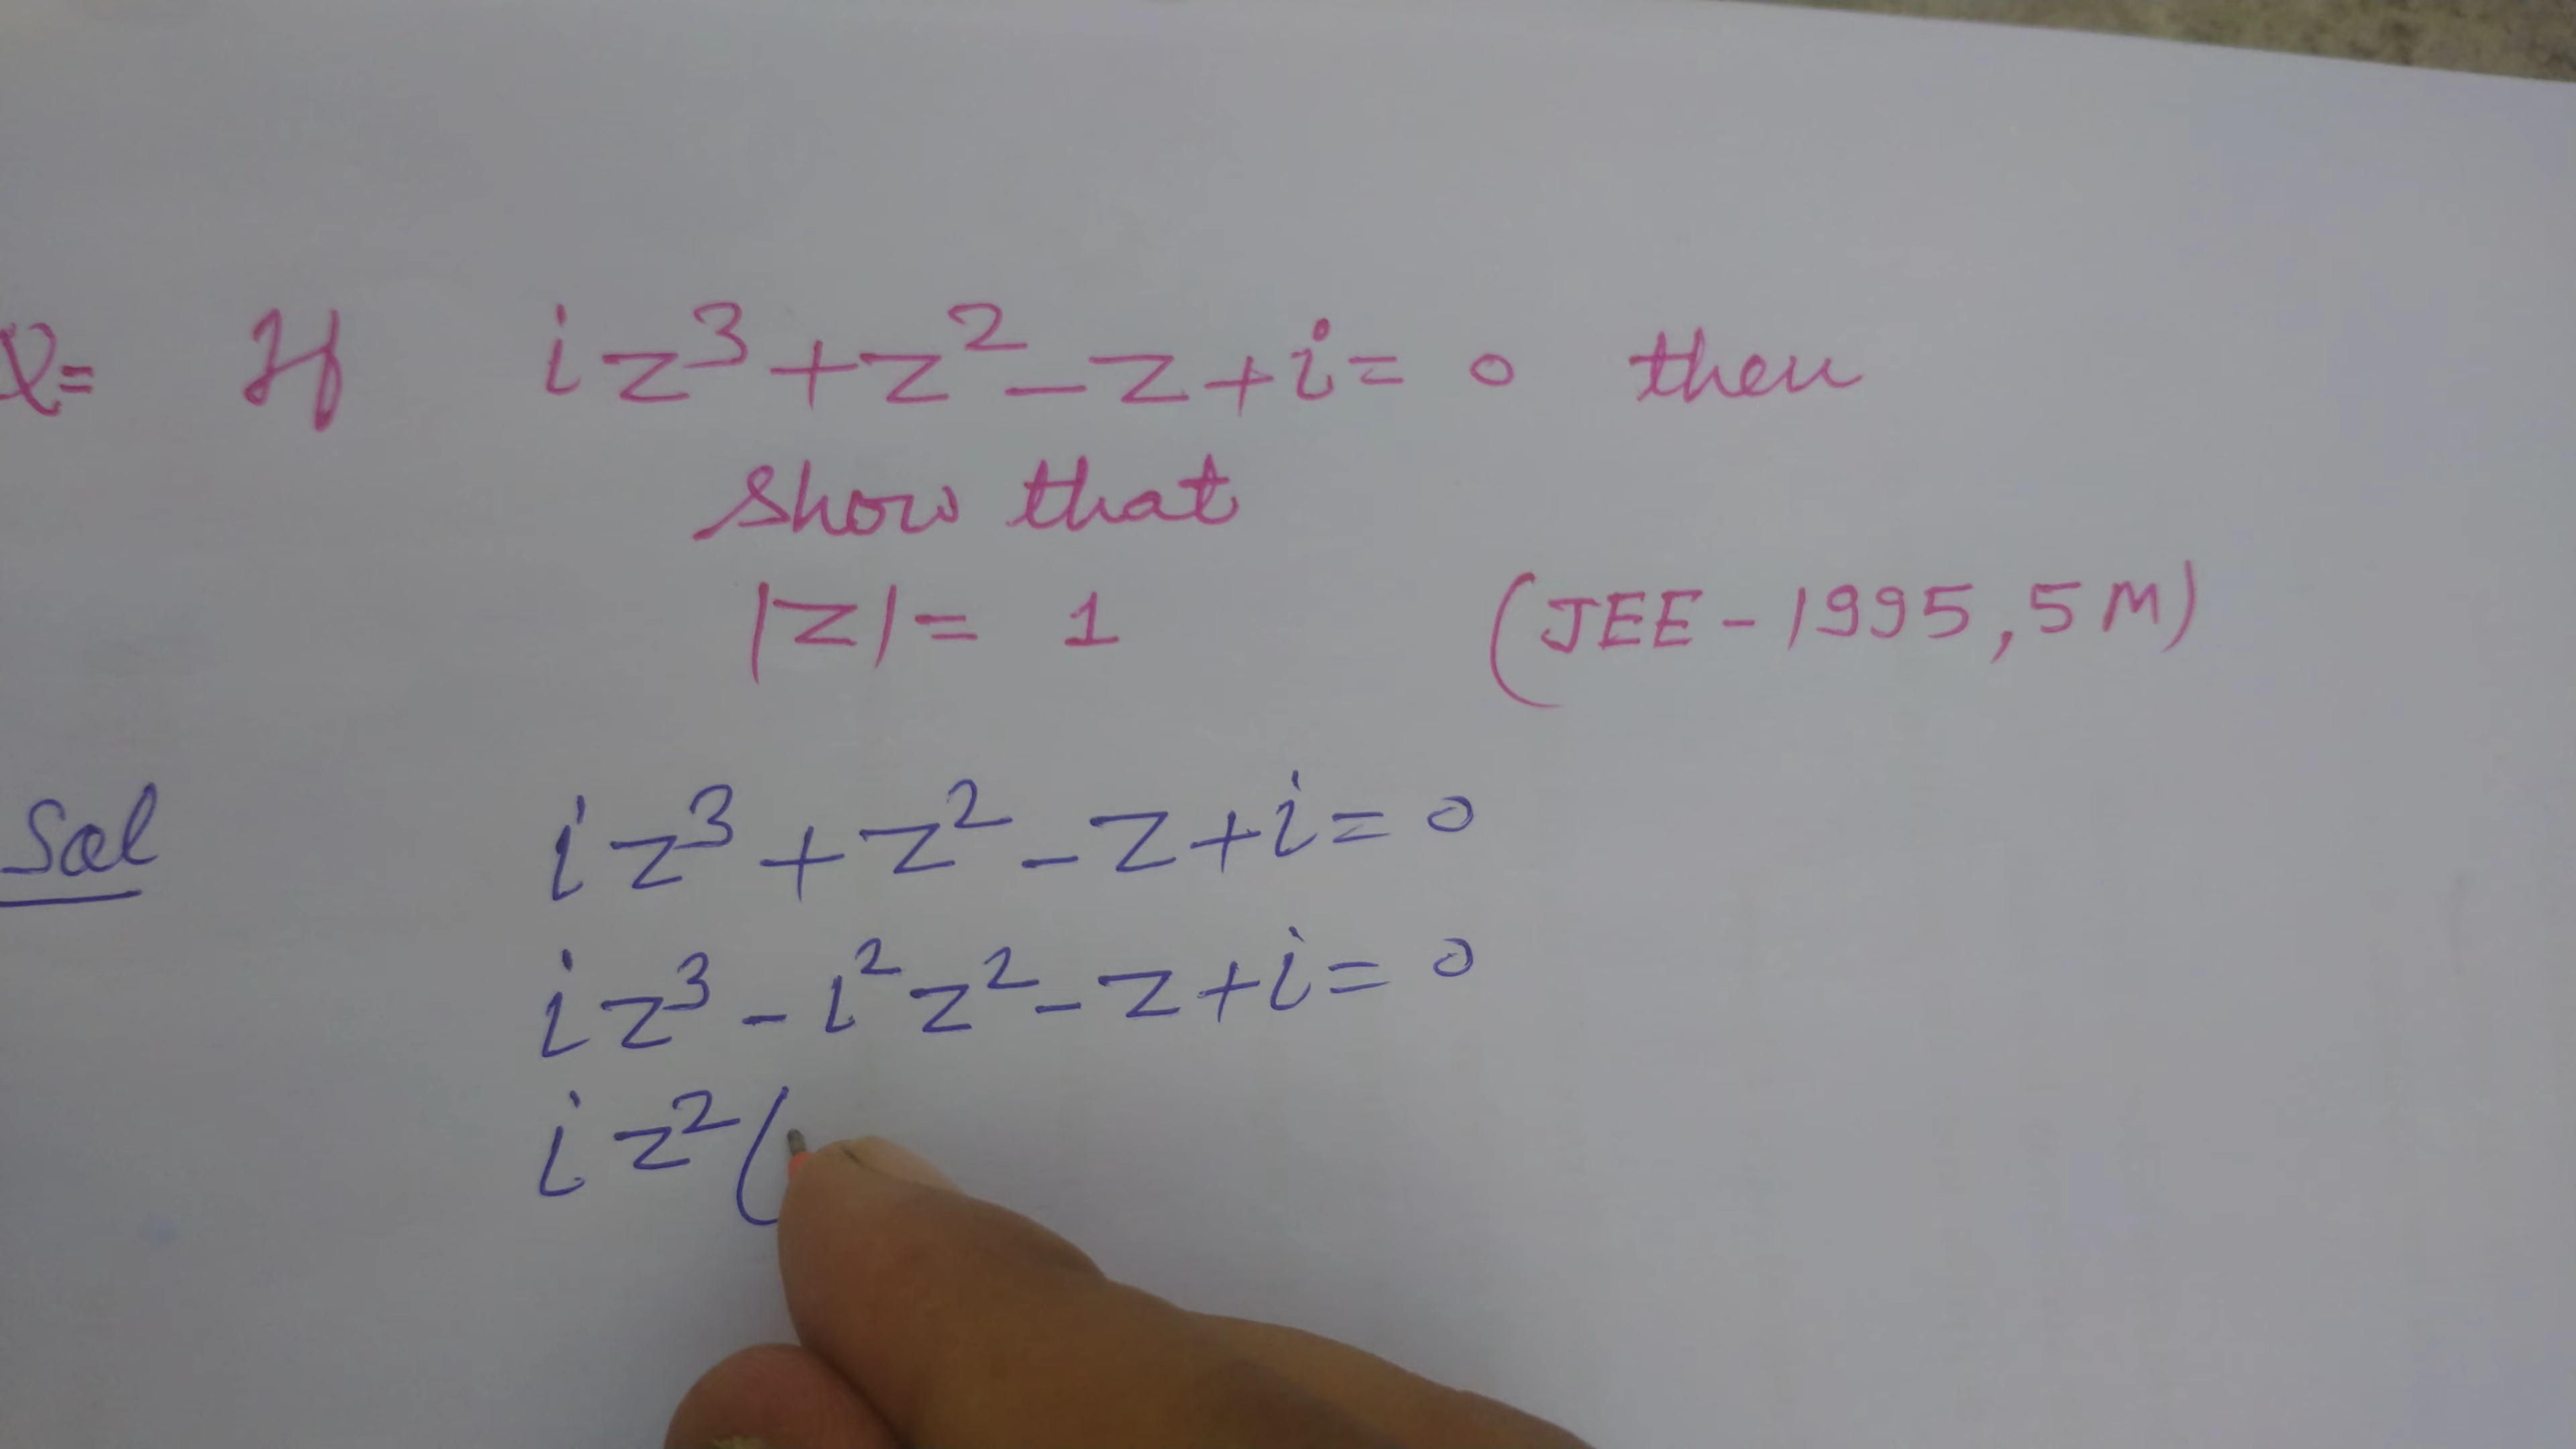 Q= If iz³+z²-z+i= 0 then
show that
|z|= 1 (JEE-1995,5M)
Sol iz³+z²-z+i= 0
iz³-i²z²-z+i= 0
iz²(